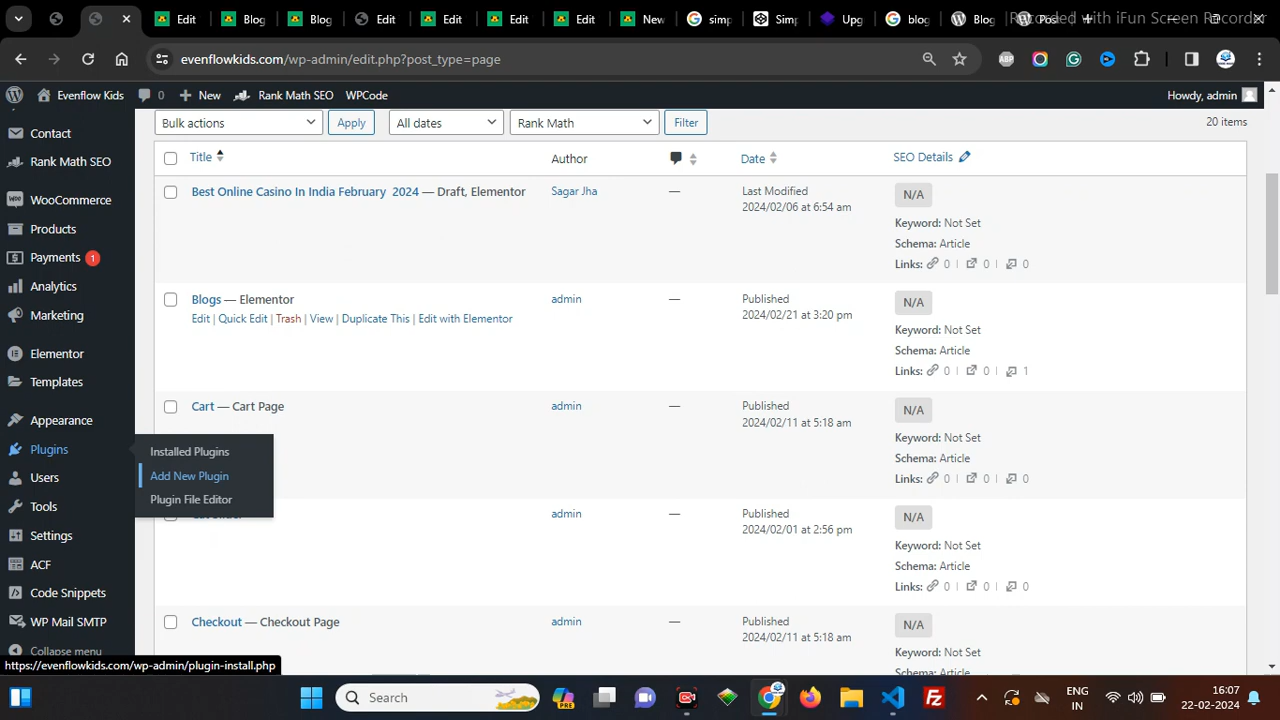 Edit
Blog
Blog
Edit
Edit
Edit
Edit
New
simp
Simp
Upg
blog
Blog
Pos
Recorded with iFun Screen Recorder
evenflowkids.com/wp-admin/edit.php?post_type=page
Evenflow Kids
0
New
Rank Math SEO
WPCode
Howdy, admin
Contact
Rank Math SEO
WooCommerce
Products
Payments 1
Analytics
Marketing
Elementor
Templates
Appearance
Plugins
Users
Tools
Settings
ACF
Code Snippets
WP Mail SMTP
Collapse menu
Installed Plugins
Add New Plugin
Plugin File Editor
Bulk actions
Apply
All dates
Rank Math
Filter
20 items
Title
Author
Date
SEO Details
Best Online Casino In India February 2024 — Draft, Elementor
Sagar Jha
—
Last Modified
2024/02/06 at 6:54 am
N/A
Keyword: Not Set
Schema: Article
Links: 0 | 0 | 0
Blogs — Elementor
Edit | Quick Edit | Trash | View | Duplicate This | Edit with Elementor
admin
—
Published
2024/02/21 at 3:20 pm
N/A
Keyword: Not Set
Schema: Article
Links: 0 | 0 | 1
Cart — Cart Page
admin
—
Published
2024/02/11 at 5:18 am
N/A
Keyword: Not Set
Schema: Article
Links: 0 | 0 | 0
admin
—
Published
2024/02/01 at 2:56 pm
N/A
Keyword: Not Set
Schema: Article
Links: 0 | 0 | 0
Checkout — Checkout Page
admin
—
Published
2024/02/11 at 5:18 am
N/A
Keyword: Not Set
Schema: Article
https://evenflowkids.com/wp-admin/plugin-install.php
Search
PRE
ENG
IN
16:07
22-02-2024